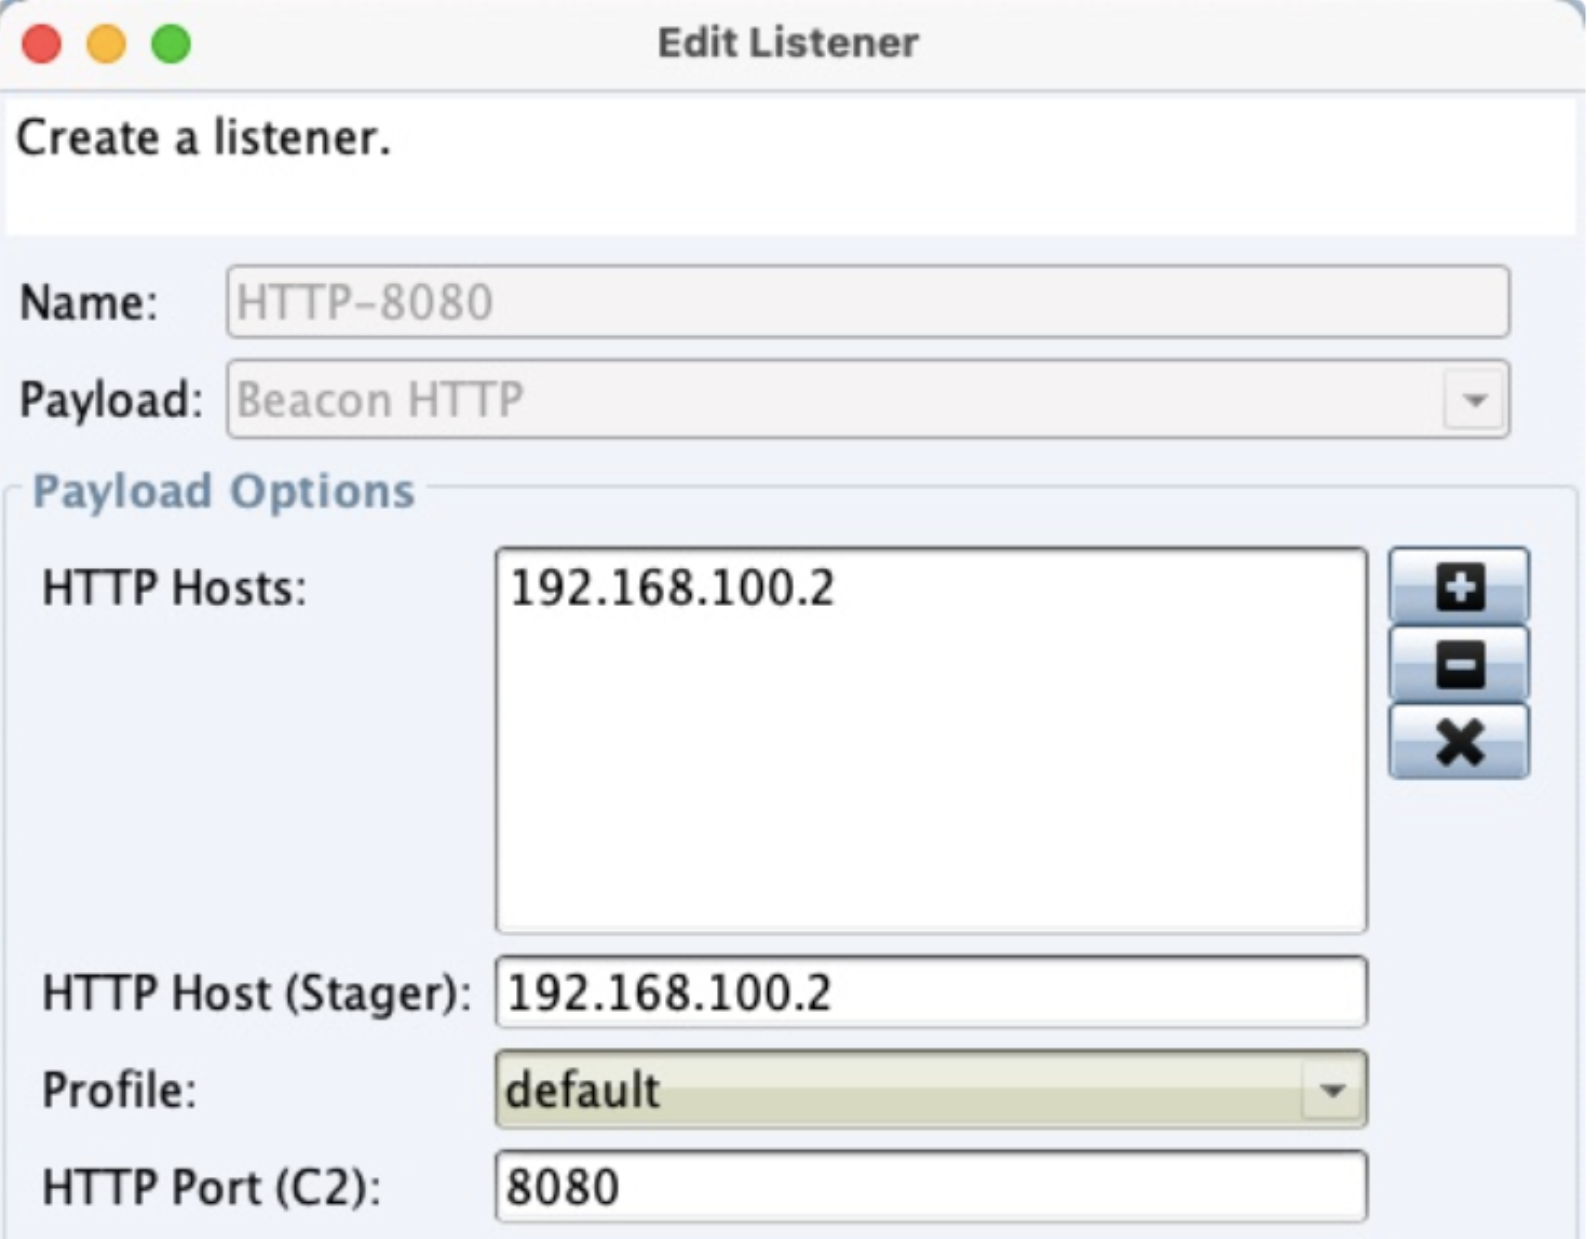 Edit Listener
Create a listener.
Name: HTTP-8080
Payload: Beacon HTTP
Payload Options
HTTP Hosts: 192.168.100.2
HTTP Host (Stager): 192.168.100.2
Profile: default
HTTP Port (C2): 8080